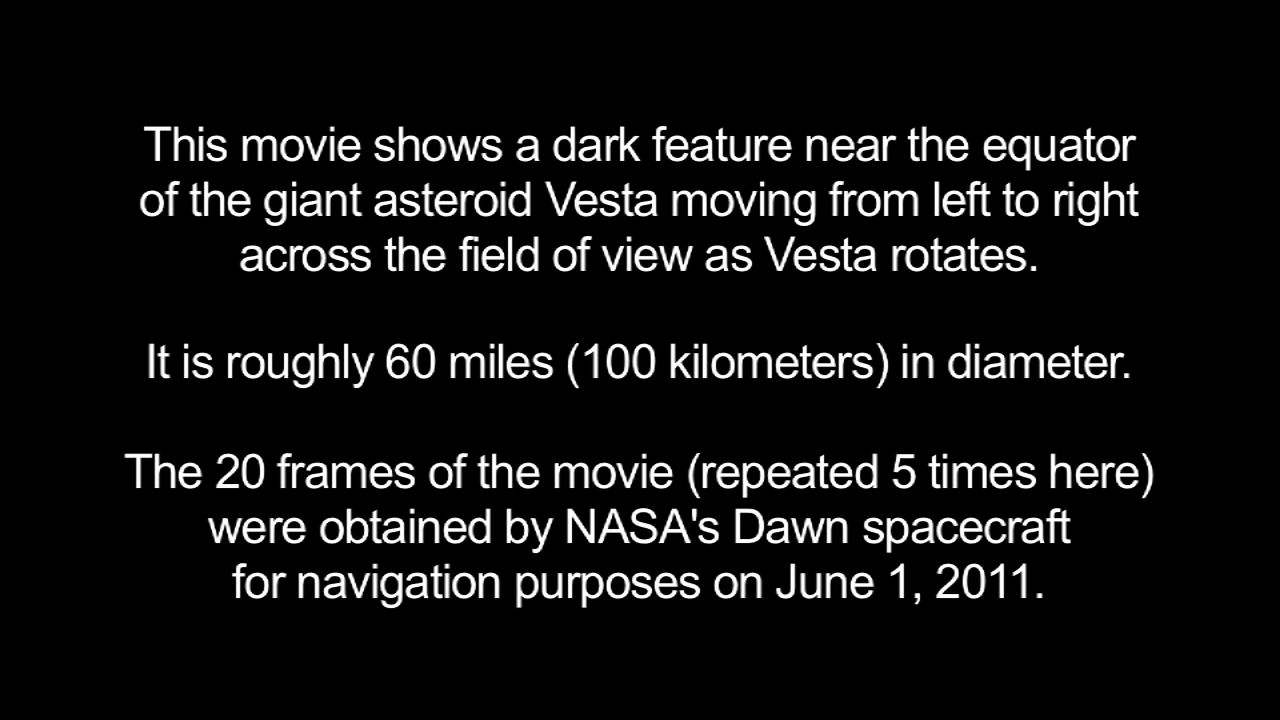 This movie shows a dark feature near the equator
of the giant asteroid Vesta moving from left to right
across the field of view as Vesta rotates.
It is roughly 60 miles (100 kilometers) in diameter.
The 20 frames of the movie (repeated 5 times here)
were obtained by NASA's Dawn spacecraft
for navigation purposes on June 1, 2011.